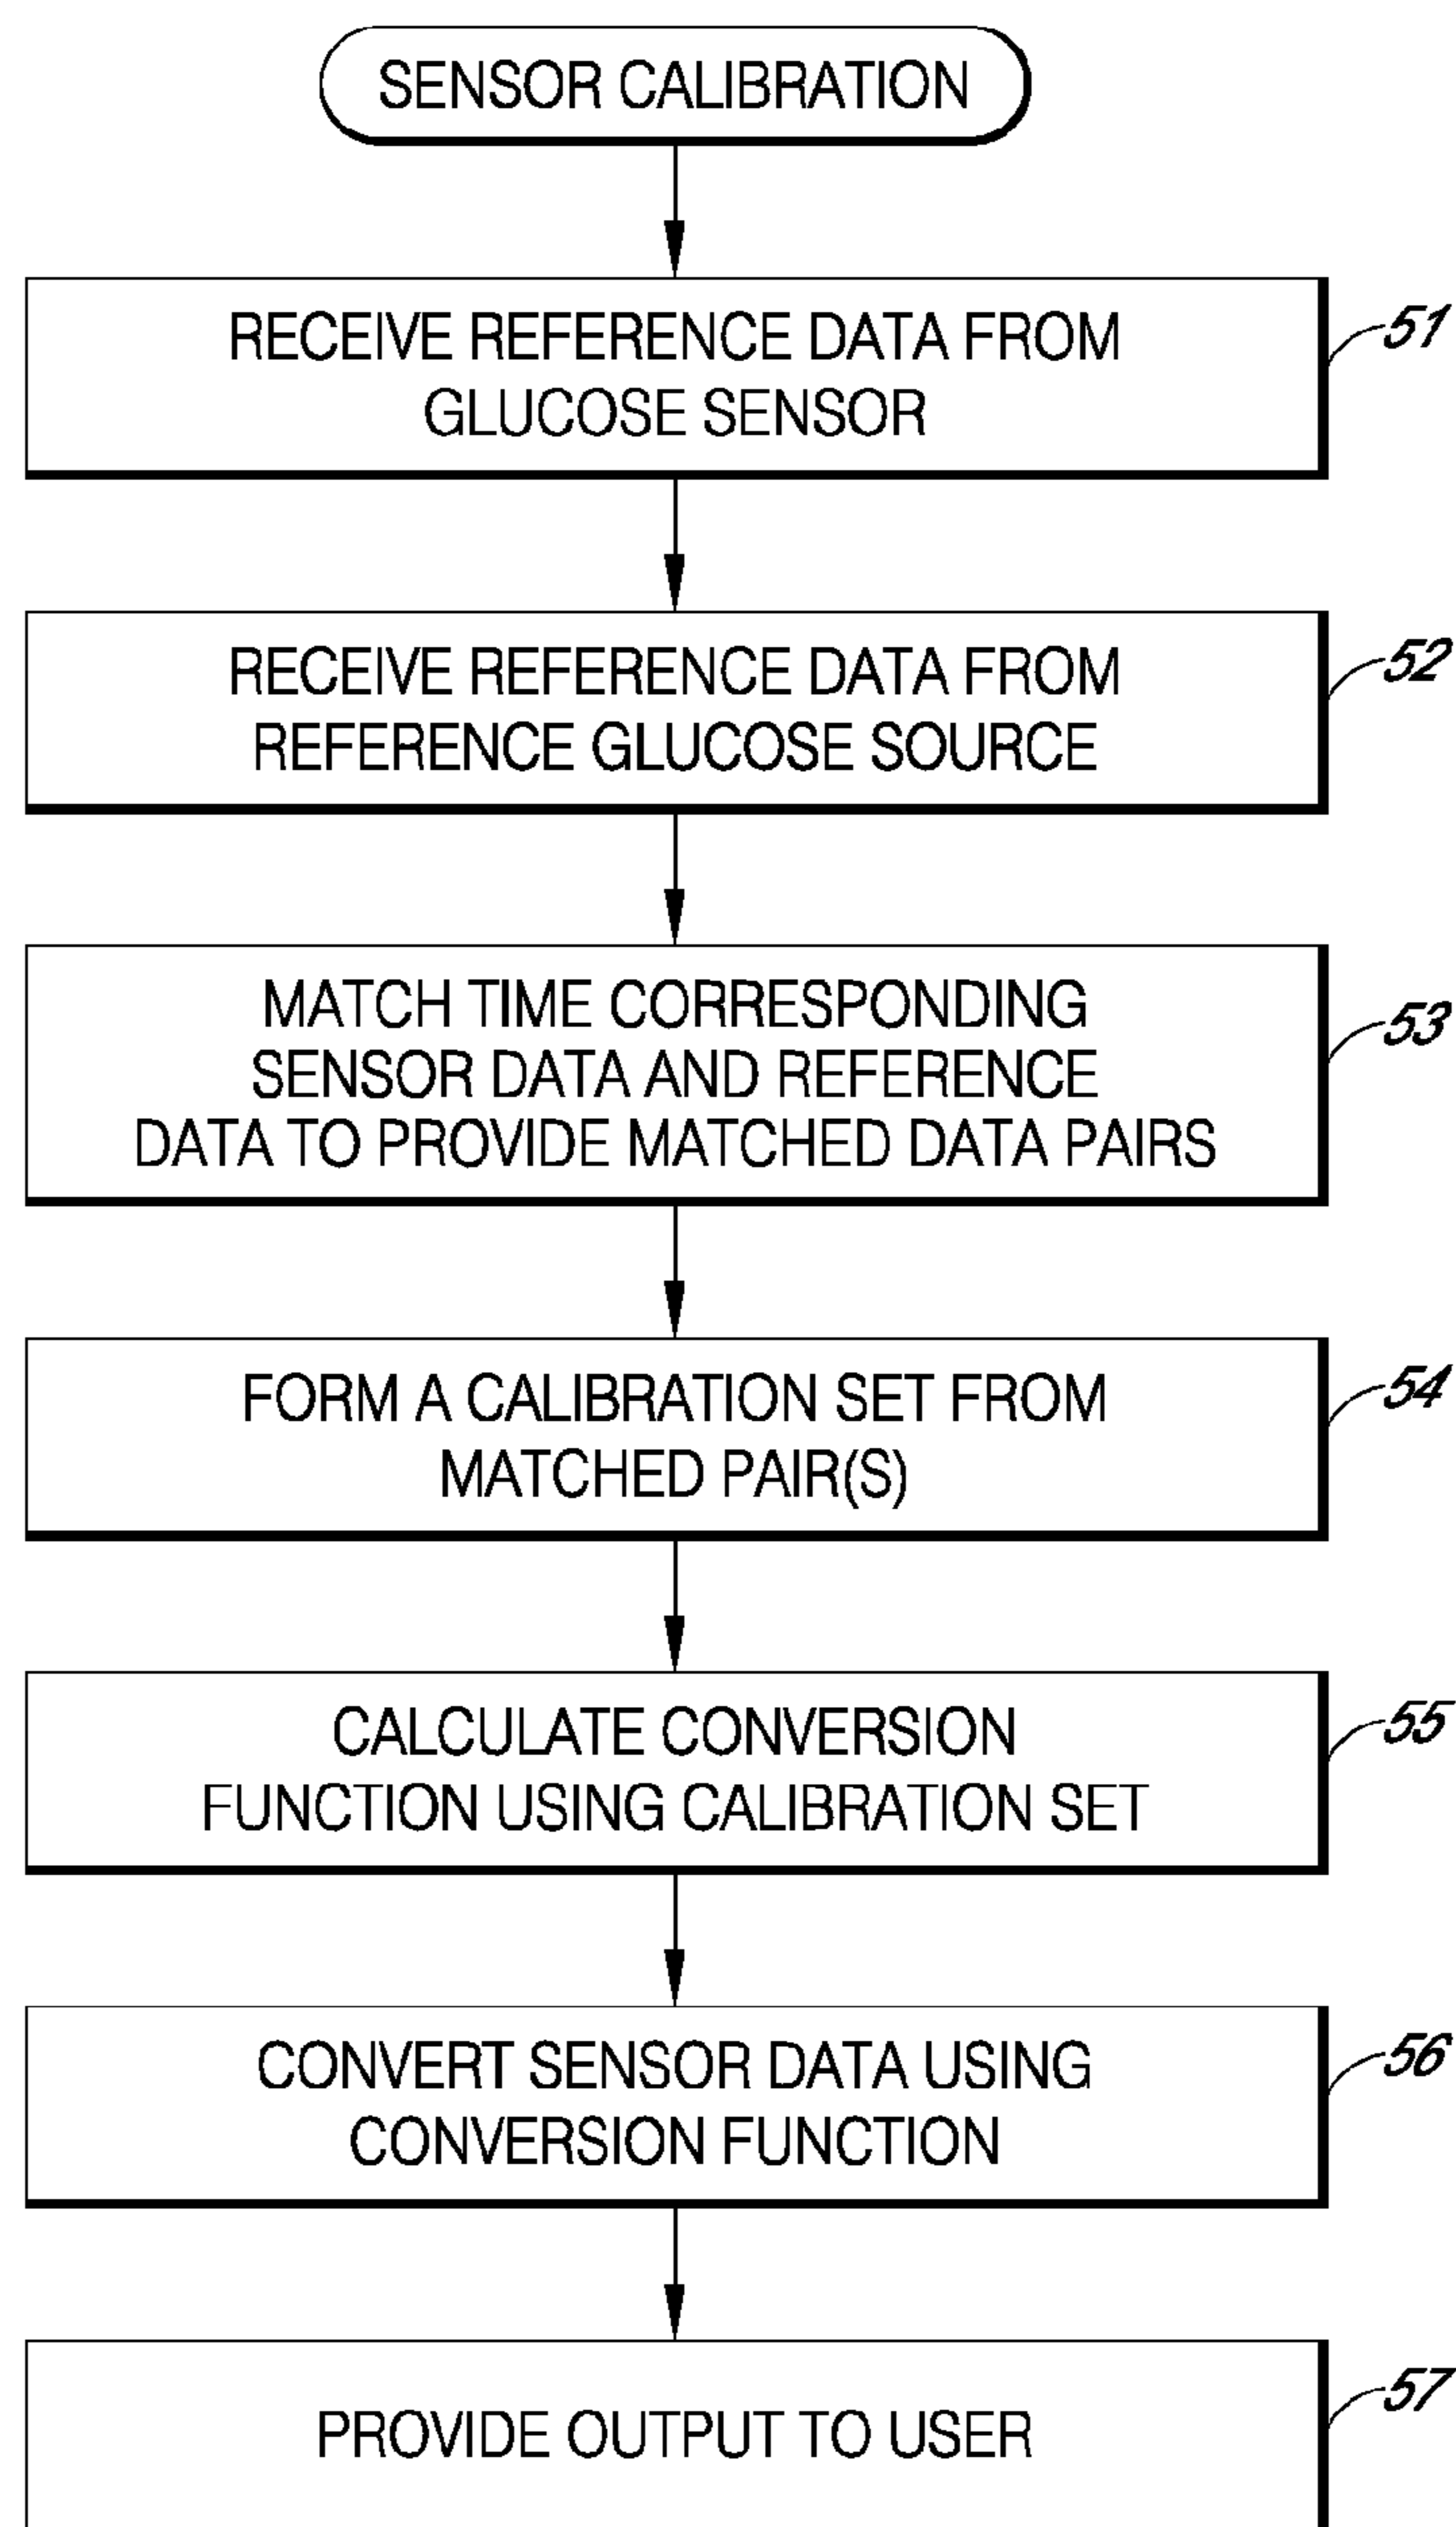 SENSOR CALIBRATION
RECEIVE REFERENCE DATA FROM
GLUCOSE SENSOR
51
RECEIVE REFERENCE DATA FROM
REFERENCE GLUCOSE SOURCE
52
MATCH TIME CORRESPONDING
SENSOR DATA AND REFERENCE
DATA TO PROVIDE MATCHED DATA PAIRS
53
FORM A CALIBRATION SET FROM
MATCHED PAIR(S)
54
CALCULATE CONVERSION
FUNCTION USING CALIBRATION SET
55
CONVERT SENSOR DATA USING
CONVERSION FUNCTION
56
PROVIDE OUTPUT TO USER
57